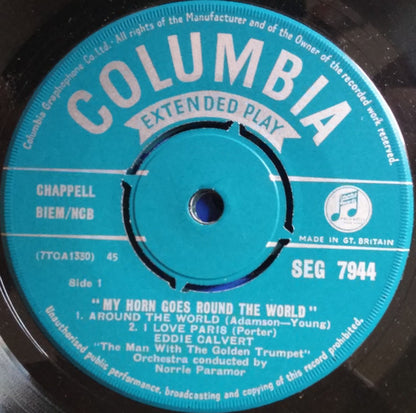 Columbia Graphophone Co. Ltd. - All rights of the Manufacturer and of the Owner of the recorded work reserved.
COLUMBIA
EXTENDED PLAY
CHAPPELL
BIEM/NCB
MADE IN GT. BRITAIN
(7TCA1330) 45
SEG 7944
Side 1
"MY HORN GOES ROUND THE WORLD"
1. AROUND THE WORLD (Adamson—Young)
2. I LOVE PARIS (Porter)
EDDIE CALVERT
"The Man With The Golden Trumpet"
Orchestra conducted by
Norrie Paramor
Unauthorised public performance, broadcasting and copying of this record prohibited.